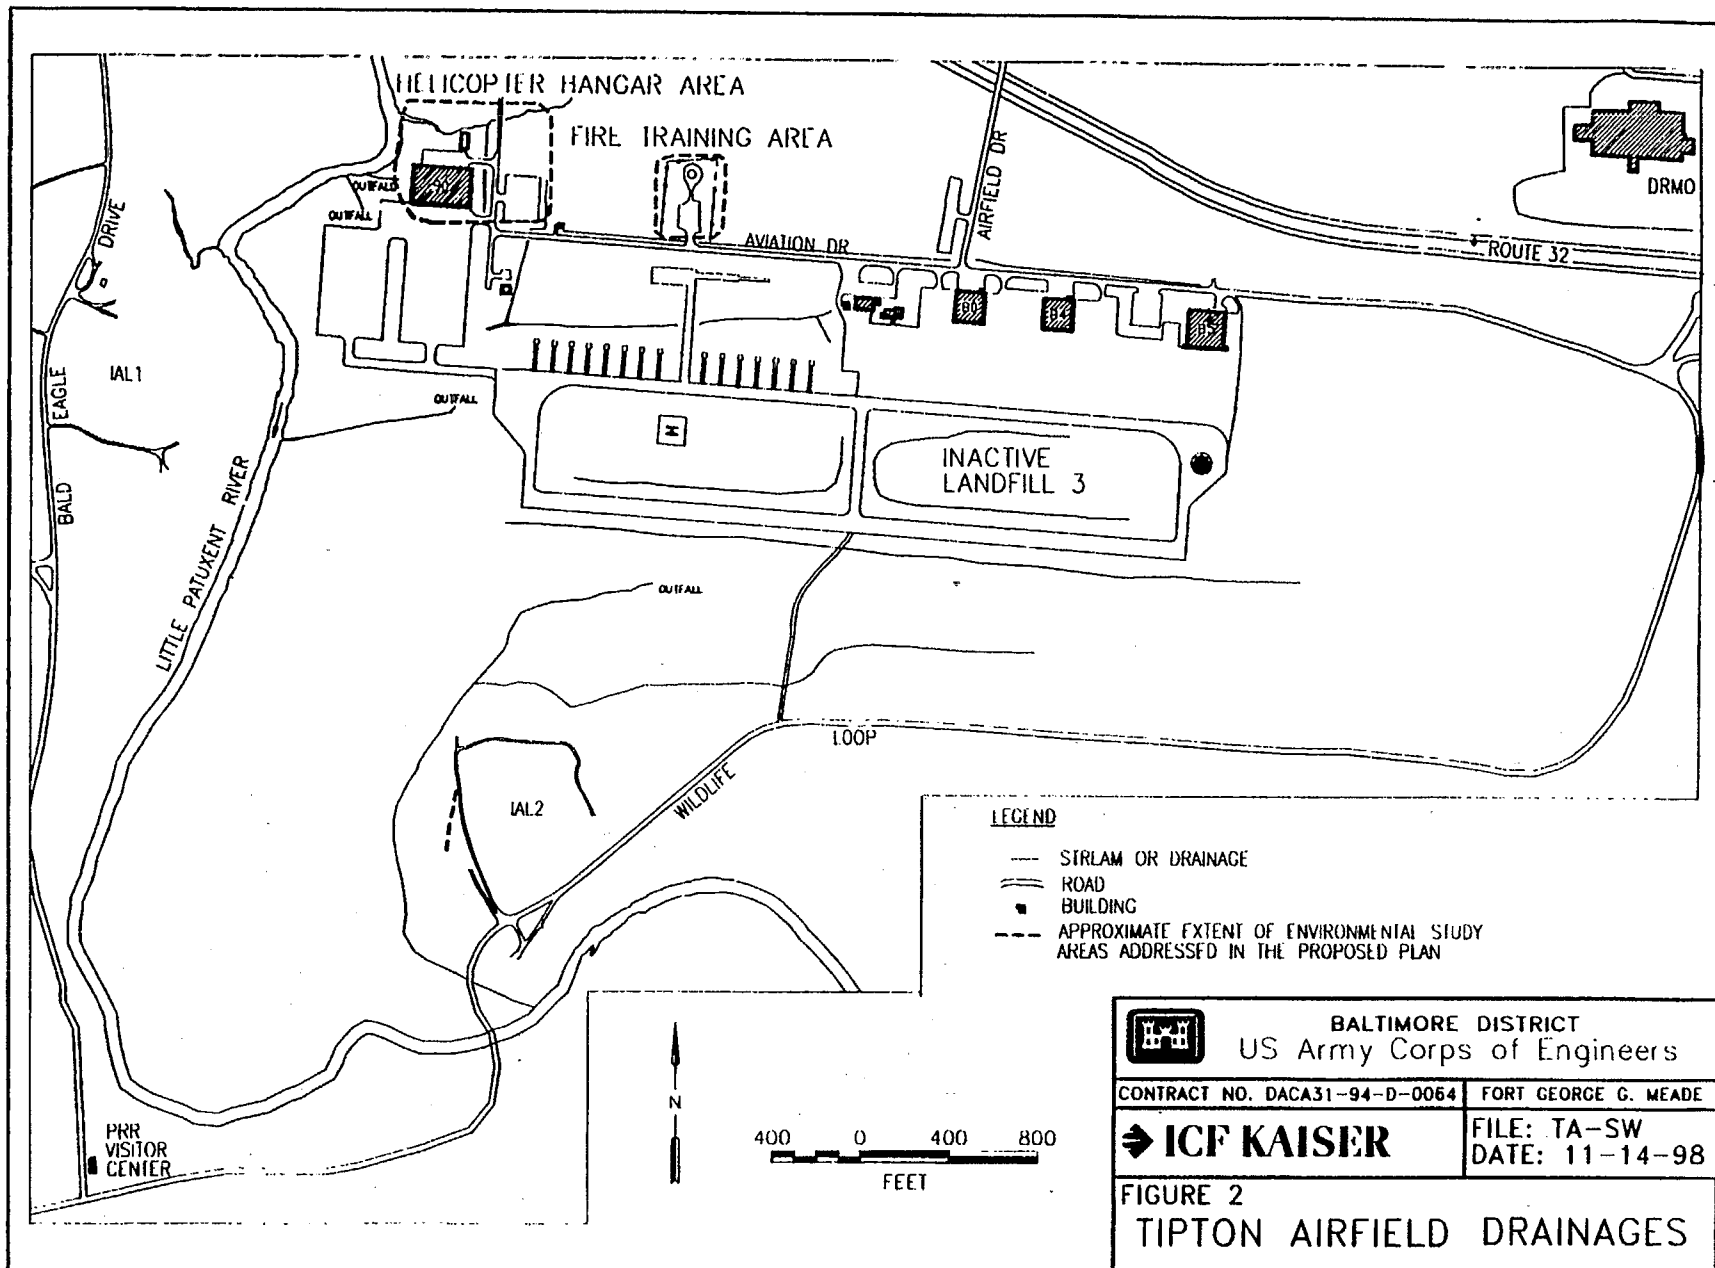 HELICOPTER HANGAR AREA
FIRE TRAINING AREA
OUTFALL
OUTFALL
90
AVIATION DR
AIRFIELD DR
ROUTE 32
DRMO
80
84
85
BALD EAGLE DRIVE
IAL1
OUTFALL
H
INACTIVE
LANDFILL 3
LITTLE PATUXENT RIVER
OUTFALL
WILDLIFE LOOP
IAL2
LEGEND
STREAM OR DRAINAGE
ROAD
BUILDING
APPROXIMATE EXTENT OF ENVIRONMENTAL STUDY
AREAS ADDRESSED IN THE PROPOSED PLAN
N
400 0 400 800
FEET
PRR
VISITOR
CENTER
BALTIMORE DISTRICT
US Army Corps of Engineers
CONTRACT NO. DACA31-94-D-0064
FORT GEORGE G. MEADE
ICF KAISER
FILE: TA-SW
DATE: 11-14-98
FIGURE 2
TIPTON AIRFIELD DRAINAGES